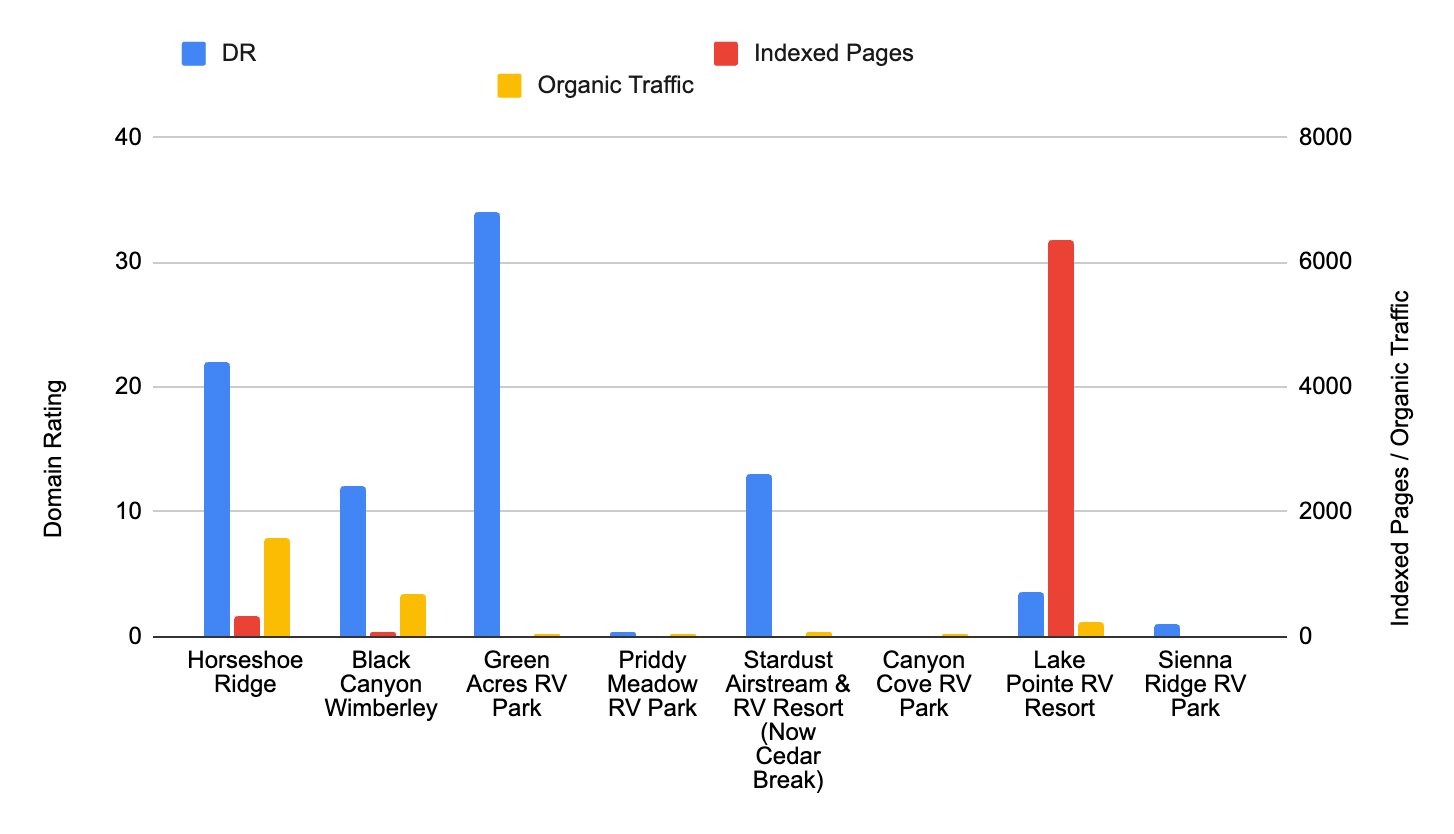 DR
Indexed Pages
Organic Traffic
40
30
20
10
0
8000
6000
4000
2000
0
Domain Rating
Indexed Pages / Organic Traffic
Horseshoe
Ridge
Black
Canyon
Wimberley
Green
Acres RV
Park
Priddy
Meadow
RV Park
Stardust
Airstream &
RV Resort
(Now
Cedar
Break)
Canyon
Cove RV
Park
Lake
Pointe RV
Resort
Sienna
Ridge RV
Park